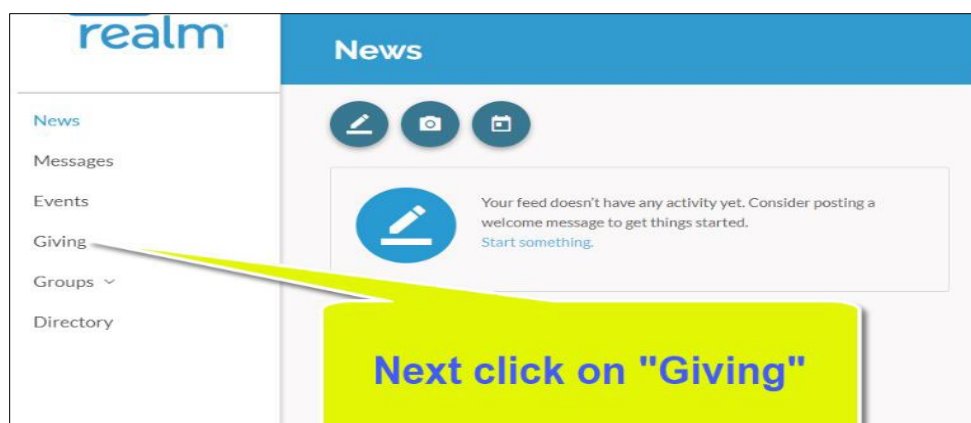 realm
News
News
Messages
Events
Giving
Groups
Directory
Your feed doesn't have any activity yet. Consider posting a
welcome message to get things started.
Start something.
Next click on "Giving"